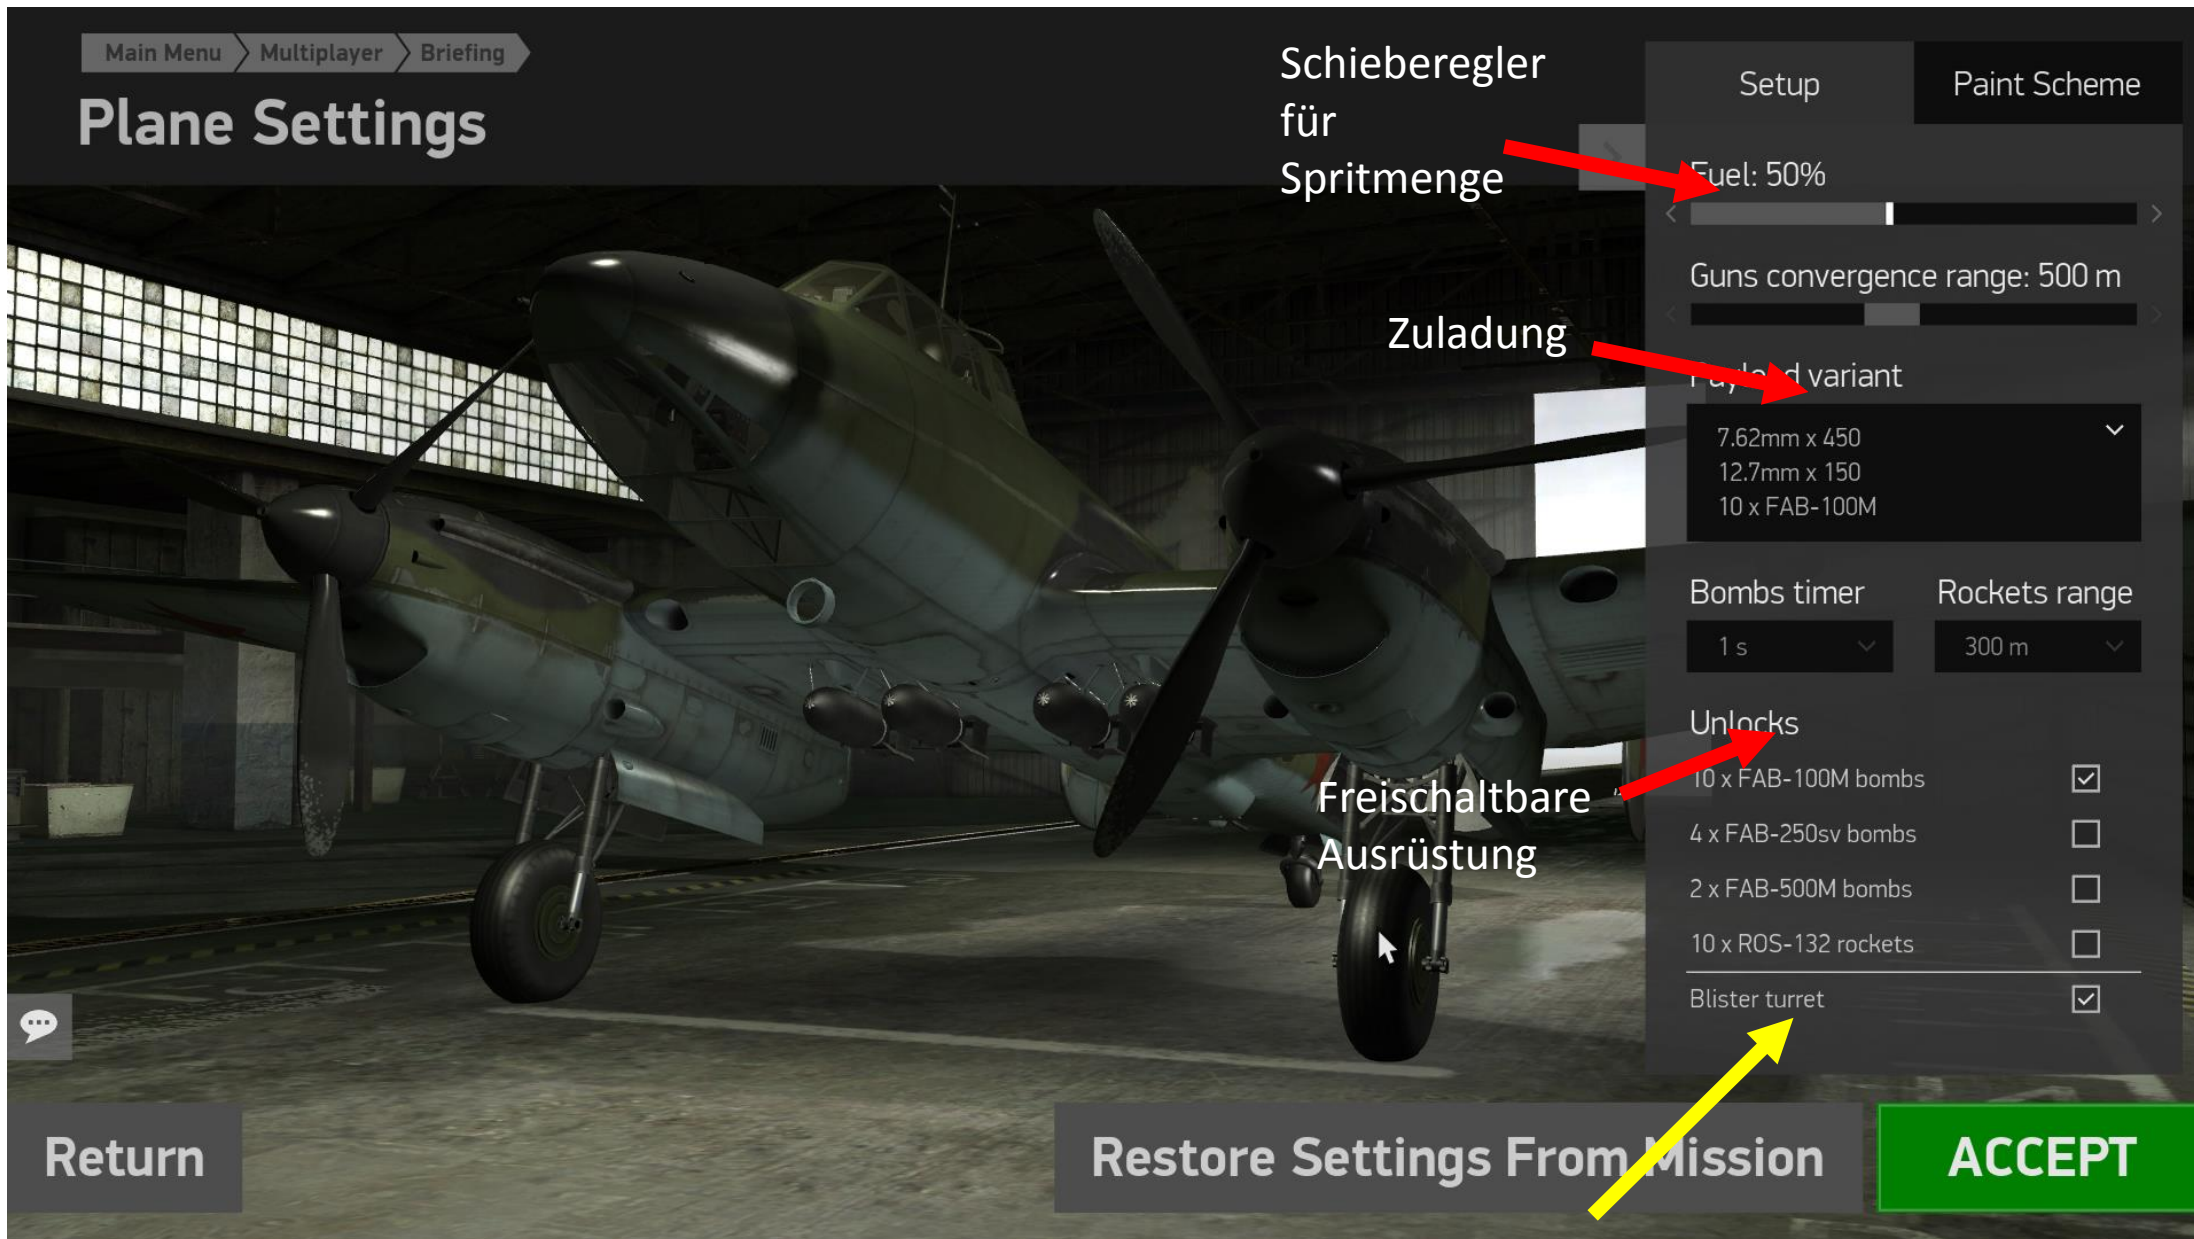 Main Menu
Multiplayer
Briefing
Plane Settings
Schieberegler
für
Spritmenge
Setup
Paint Scheme
Fuel: 50%
Guns convergence range: 500 m
Zuladung
Payload variant
7.62mm x 450
12.7mm x 150
10 x FAB-100M
Bombs timer
Rockets range
1 s
300 m
Unlocks
Freischaltbare
Ausrüstung
10 x FAB-100M bombs
4 x FAB-250sv bombs
2 x FAB-500M bombs
10 x ROS-132 rockets
Blister turret
Return
Restore Settings From Mission
ACCEPT